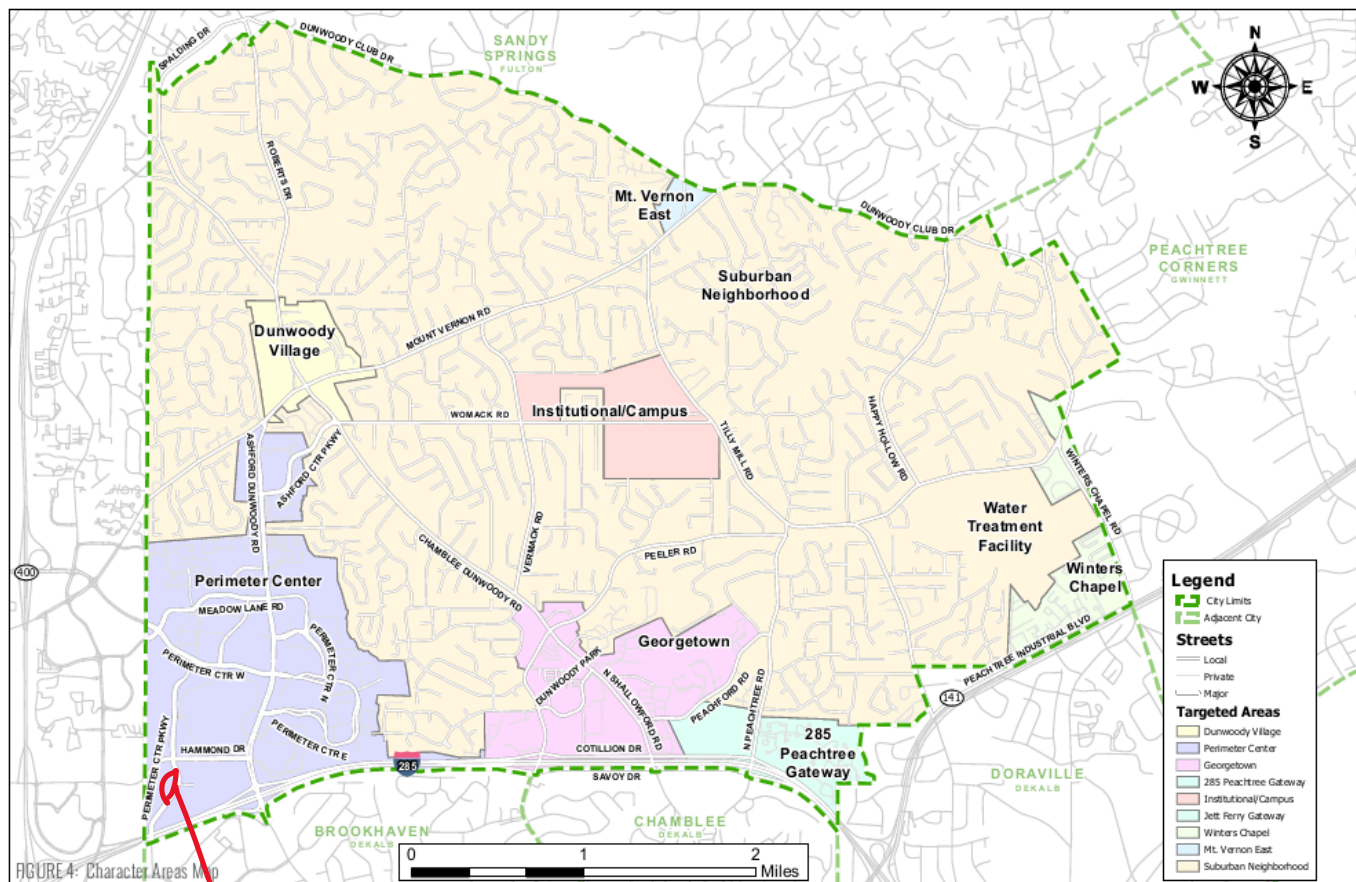 SPALDING DR
DUNWOODY CLUB DR
SANDY
SPRINGS
FULTON
N
W
E
S
ROBERTS DR
Mt. Vernon
East
DUNWOODY CLUB DR
PEACHTREE
CORNERS
GWINNETT
Suburban
Neighborhood
Dunwoody
Village
MOUNT VERNON RD
WOMACK RD
Institutional/Campus
TILLY MILL RD
HAPPY HOLLOW RD
ASHFORD DUNWOODY RD
ASHFORD CTR PKWY
WINTERS CHAPEL RD
VERMACK RD
Water
Treatment
Facility
CHAMBLEE DUNWOODY RD
PEELER RD
400
Perimeter Center
MEADOW LANE RD
PERIMETER CTR N
PERIMETER CTR W
Winters
Chapel
Georgetown
DUNWOODY PARK
N SHALLOWFORD RD
PEACHFORD RD
N PEACHTREE RD
PEACHTREE INDUSTRIAL BLVD
141
PERIMETER CTR PKWY
HAMMOND DR
PERIMETER CTR E
COTILLION DR
285
SAVOY DR
285
Peachtree
Gateway
DORAVILLE
DEKALB
BROOKHAVEN
DEKALB
CHAMBLEE
DEKALB
Legend
City Limits
Adjacent City
Streets
Local
Private
Major
Targeted Areas
Dunwoody Village
Perimeter Center
Georgetown
285 Peachtree Gateway
Institutional/Campus
Jett Ferry Gateway
Winters Chapel
Mt. Vernon East
Suburban Neighborhood
0 1 2
Miles
FIGURE 4: Character Areas Map